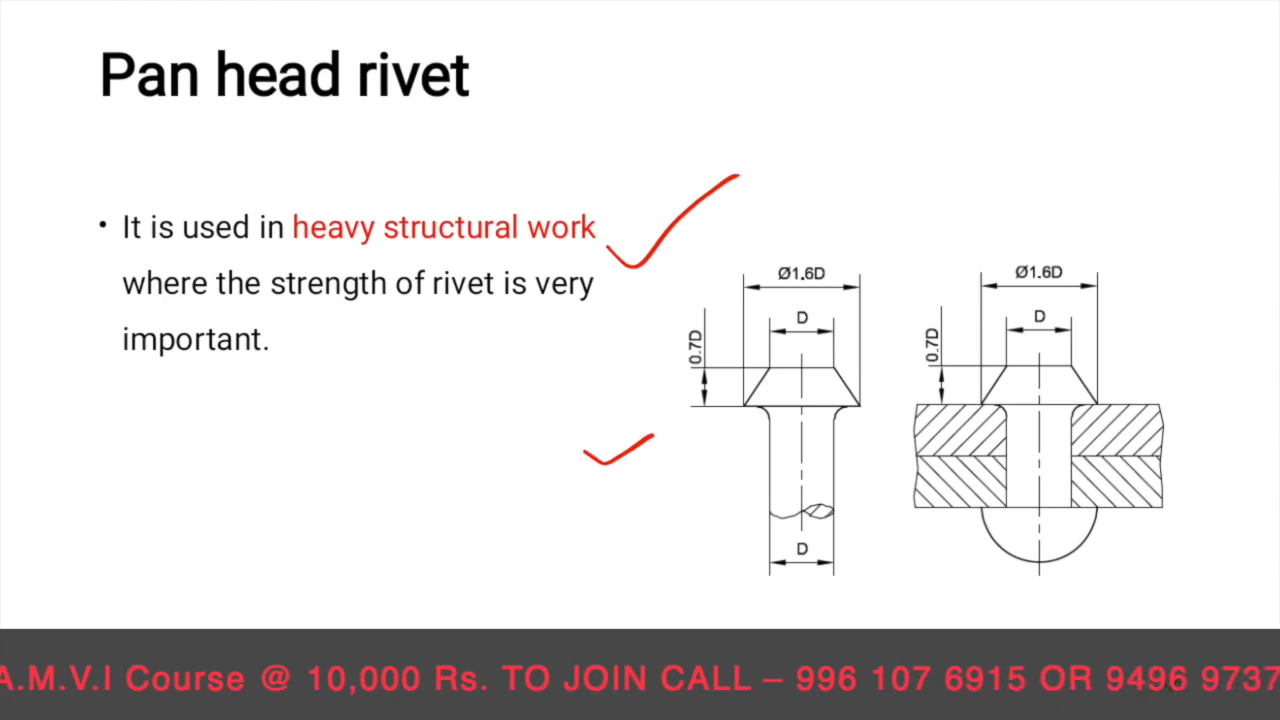 Pan head rivet
• It is used in heavy structural work
where the strength of rivet is very
important.
Ø1.6D
Ø1.6D
D
D
0.7D
0.7D
D
A.M.V.I Course @ 10,000 Rs. TO JOIN CALL – 996 107 6915 OR 9496 9737